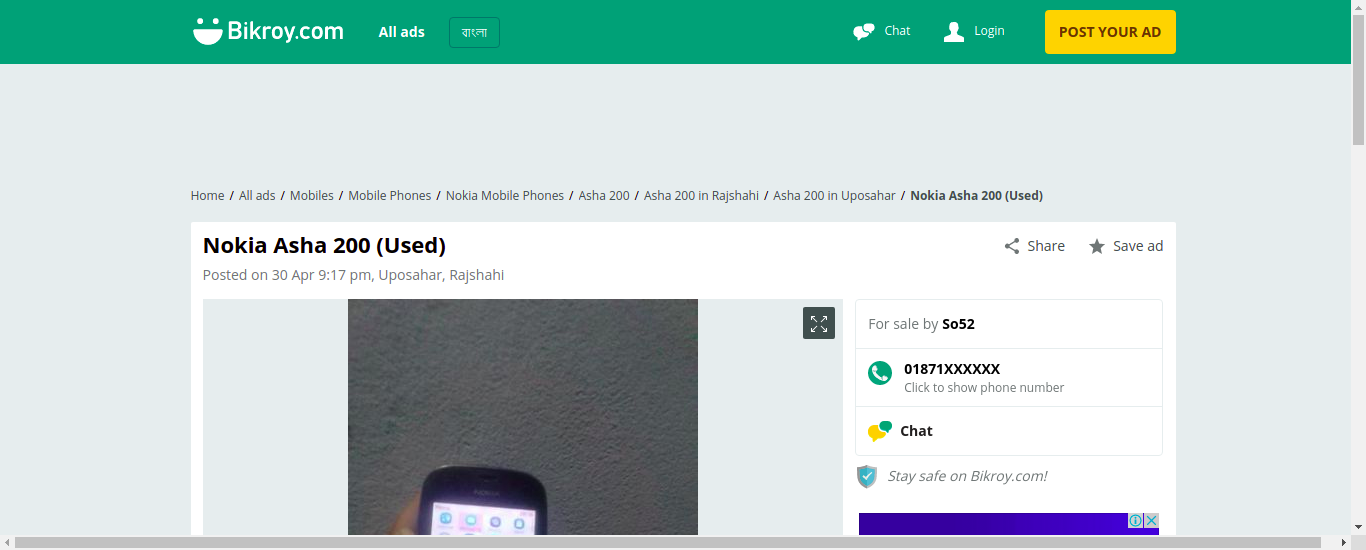 Bikroy.com All ads বাংলা Chat Login POST YOUR AD
Home / All ads / Mobiles / Mobile Phones / Nokia Mobile Phones / Asha 200 / Asha 200 in Rajshahi / Asha 200 in Uposahar / Nokia Asha 200 (Used)
Nokia Asha 200 (Used)
Share Save ad
Posted on 30 Apr 9:17 pm, Uposahar, Rajshahi
For sale by So52
01871XXXXXX
Click to show phone number
Chat
Stay safe on Bikroy.com!
NOKIA